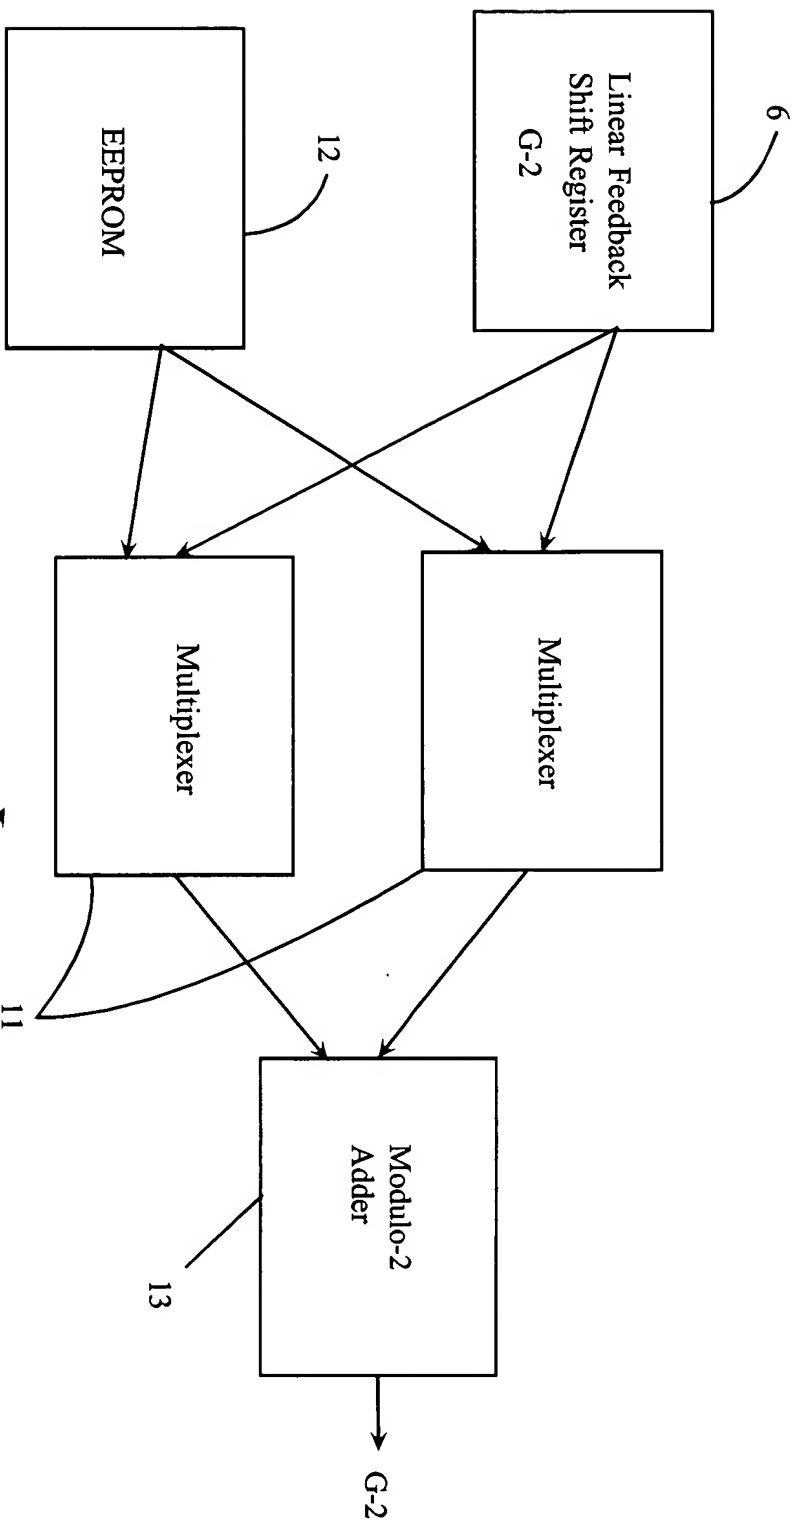 6
Linear Feedback
Shift Register
G-2
12
EEPROM
Multiplexer
Multiplexer
11
Modulo-2
Adder
13
G-2